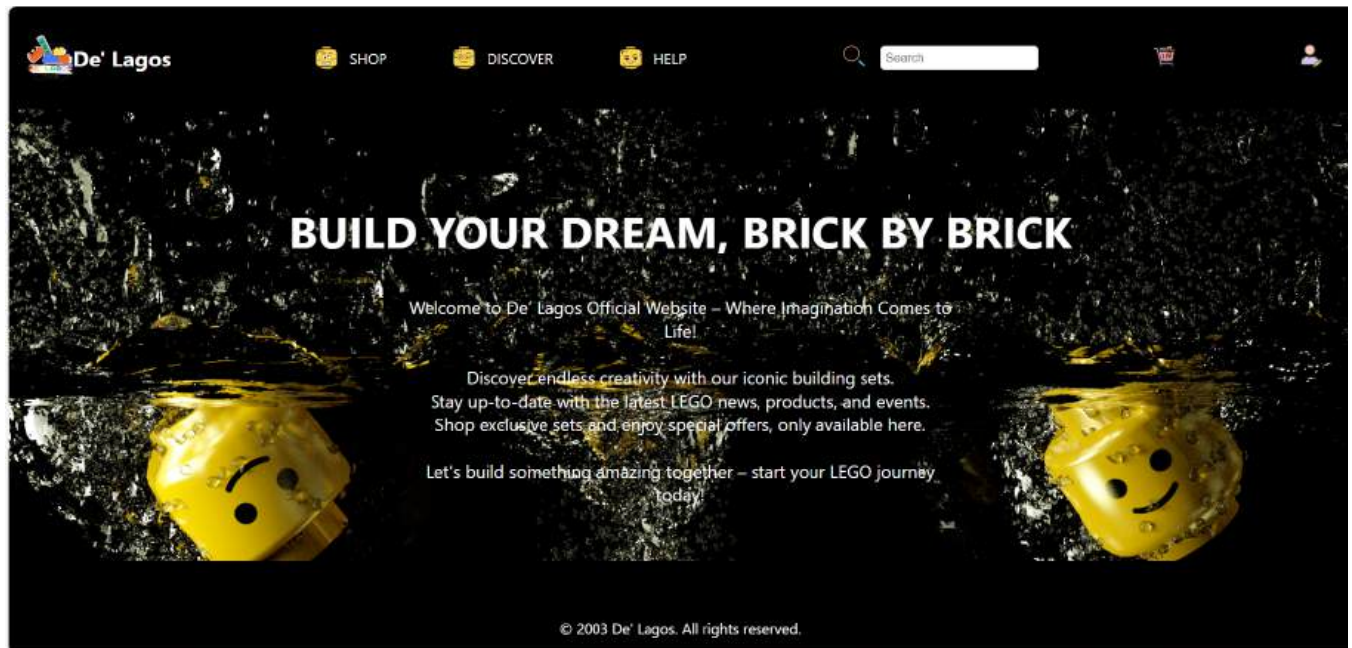 De' Lagos
SHOP
DISCOVER
HELP
Search
BUILD YOUR DREAM, BRICK BY BRICK
Welcome to De' Lagos Official Website – Where Imagination Comes to
Life!
Discover endless creativity with our iconic building sets.
Stay up-to-date with the latest LEGO news, products, and events.
Shop exclusive sets and enjoy special offers, only available here.
Let's build something amazing together – start your LEGO journey
today!
© 2003 De' Lagos. All rights reserved.